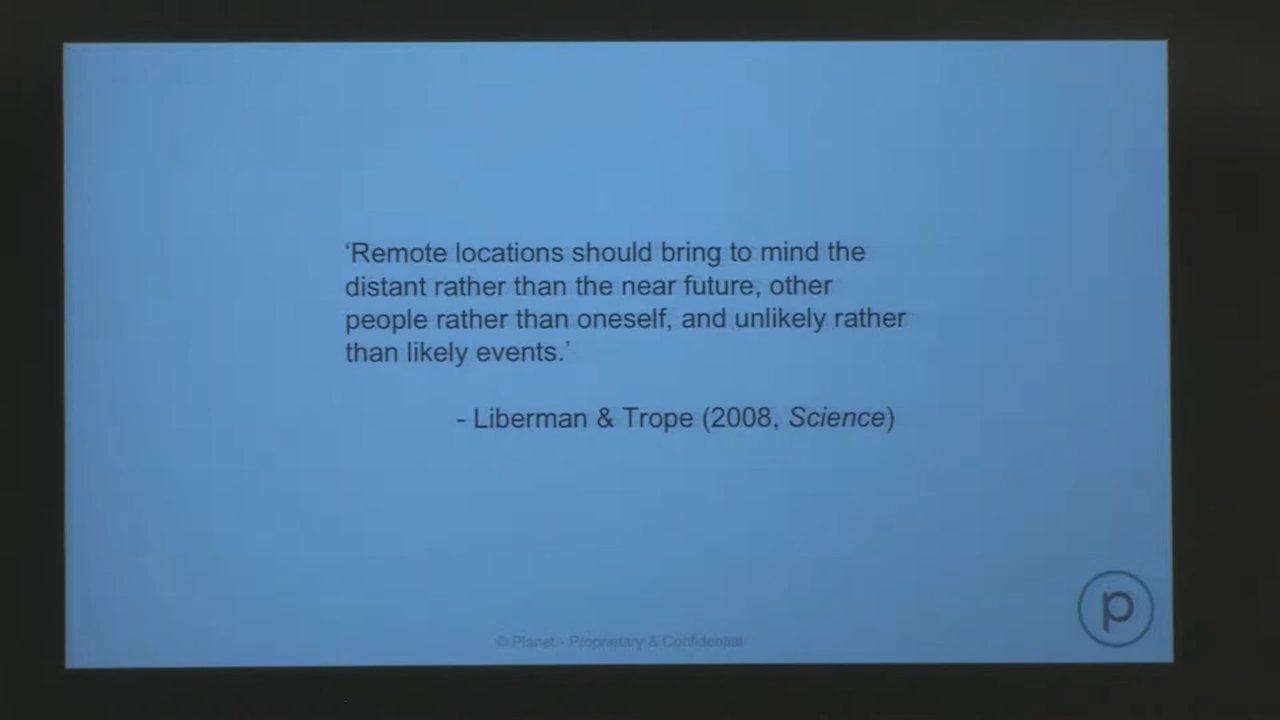 ‘Remote locations should bring to mind the
distant rather than the near future, other
people rather than oneself, and unlikely rather
than likely events.’
- Liberman & Trope (2008, Science)
p
© Planet - Proprietary & Confidential